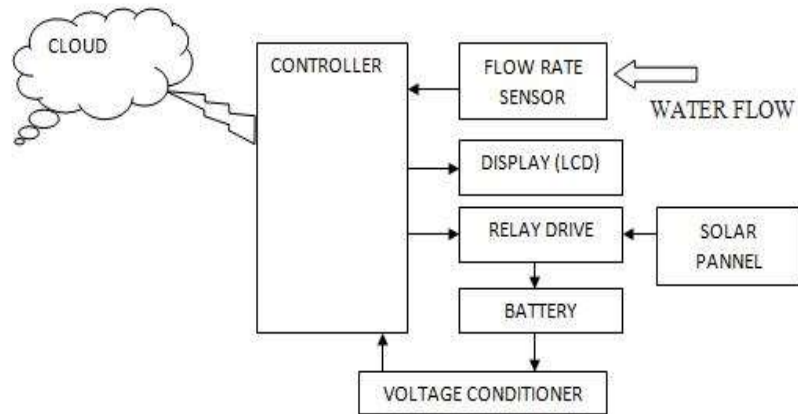 CLOUD
CONTROLLER
FLOW RATE
SENSOR
WATER FLOW
DISPLAY (LCD)
RELAY DRIVE
SOLAR
PANNEL
BATTERY
VOLTAGE CONDITIONER